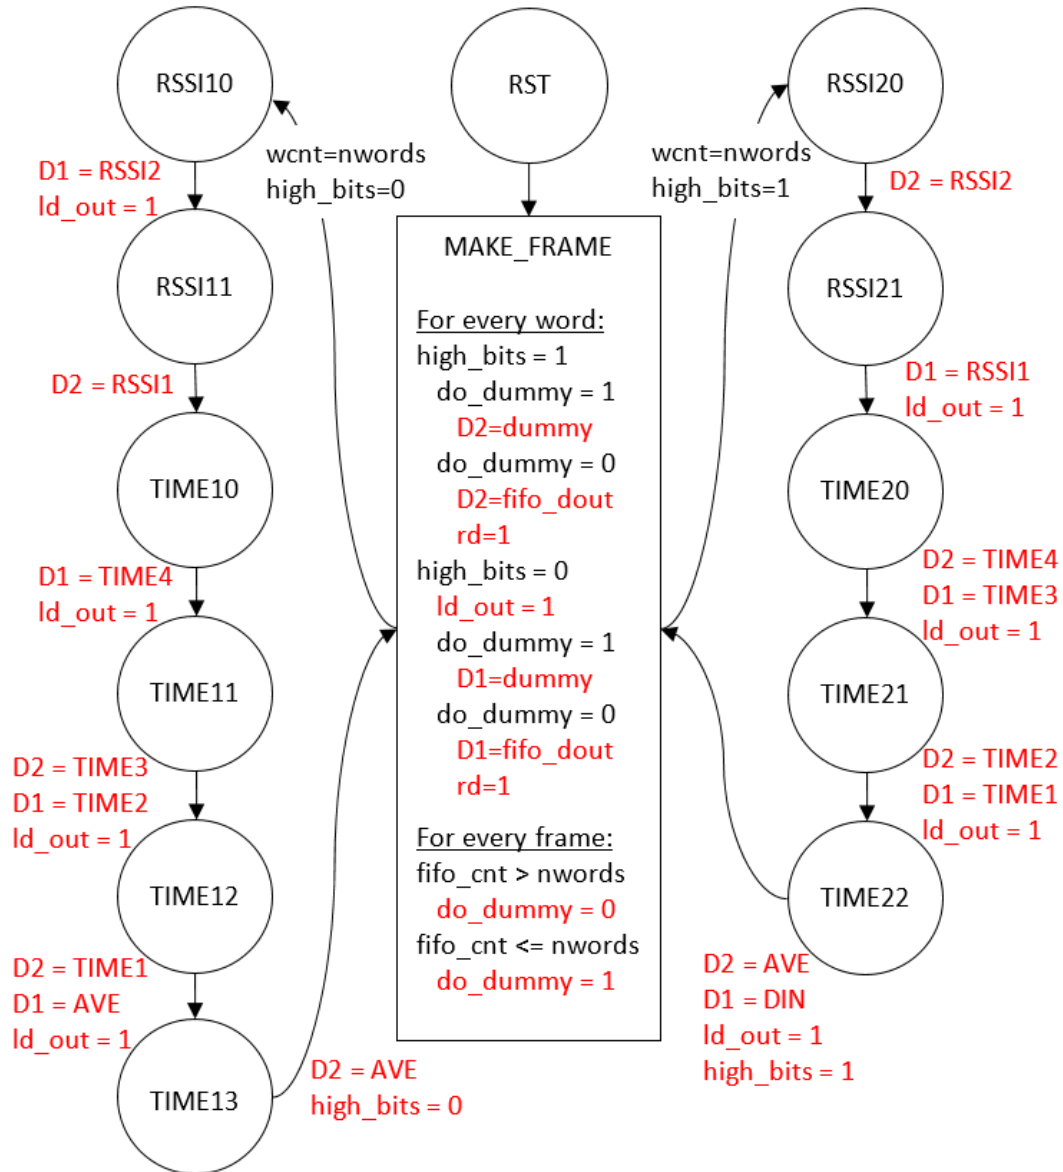 RSSI10
D1 = RSSI2
ld_out = 1
RSSI11
D2 = RSSI1
TIME10
D1 = TIME4
ld_out = 1
TIME11
D2 = TIME3
D1 = TIME2
ld_out = 1
TIME12
D2 = TIME1
D1 = AVE
ld_out = 1
TIME13
D2 = AVE
high_bits = 0
wcnt=nwords
high_bits=0
RST
MAKE_FRAME
For every word:
high_bits = 1
do_dummy = 1
D2=dummy
do_dummy = 0
D2=fifo_dout
rd=1
high_bits = 0
ld_out = 1
do_dummy = 1
D1=dummy
do_dummy = 0
D1=fifo_dout
rd=1
For every frame:
fifo_cnt > nwords
do_dummy = 0
fifo_cnt <= nwords
do_dummy = 1
wcnt=nwords
high_bits=1
RSSI20
D2 = RSSI2
RSSI21
D1 = RSSI1
ld_out = 1
TIME20
D2 = TIME4
D1 = TIME3
ld_out = 1
TIME21
D2 = TIME2
D1 = TIME1
ld_out = 1
TIME22
D2 = AVE
D1 = DIN
ld_out = 1
high_bits = 1